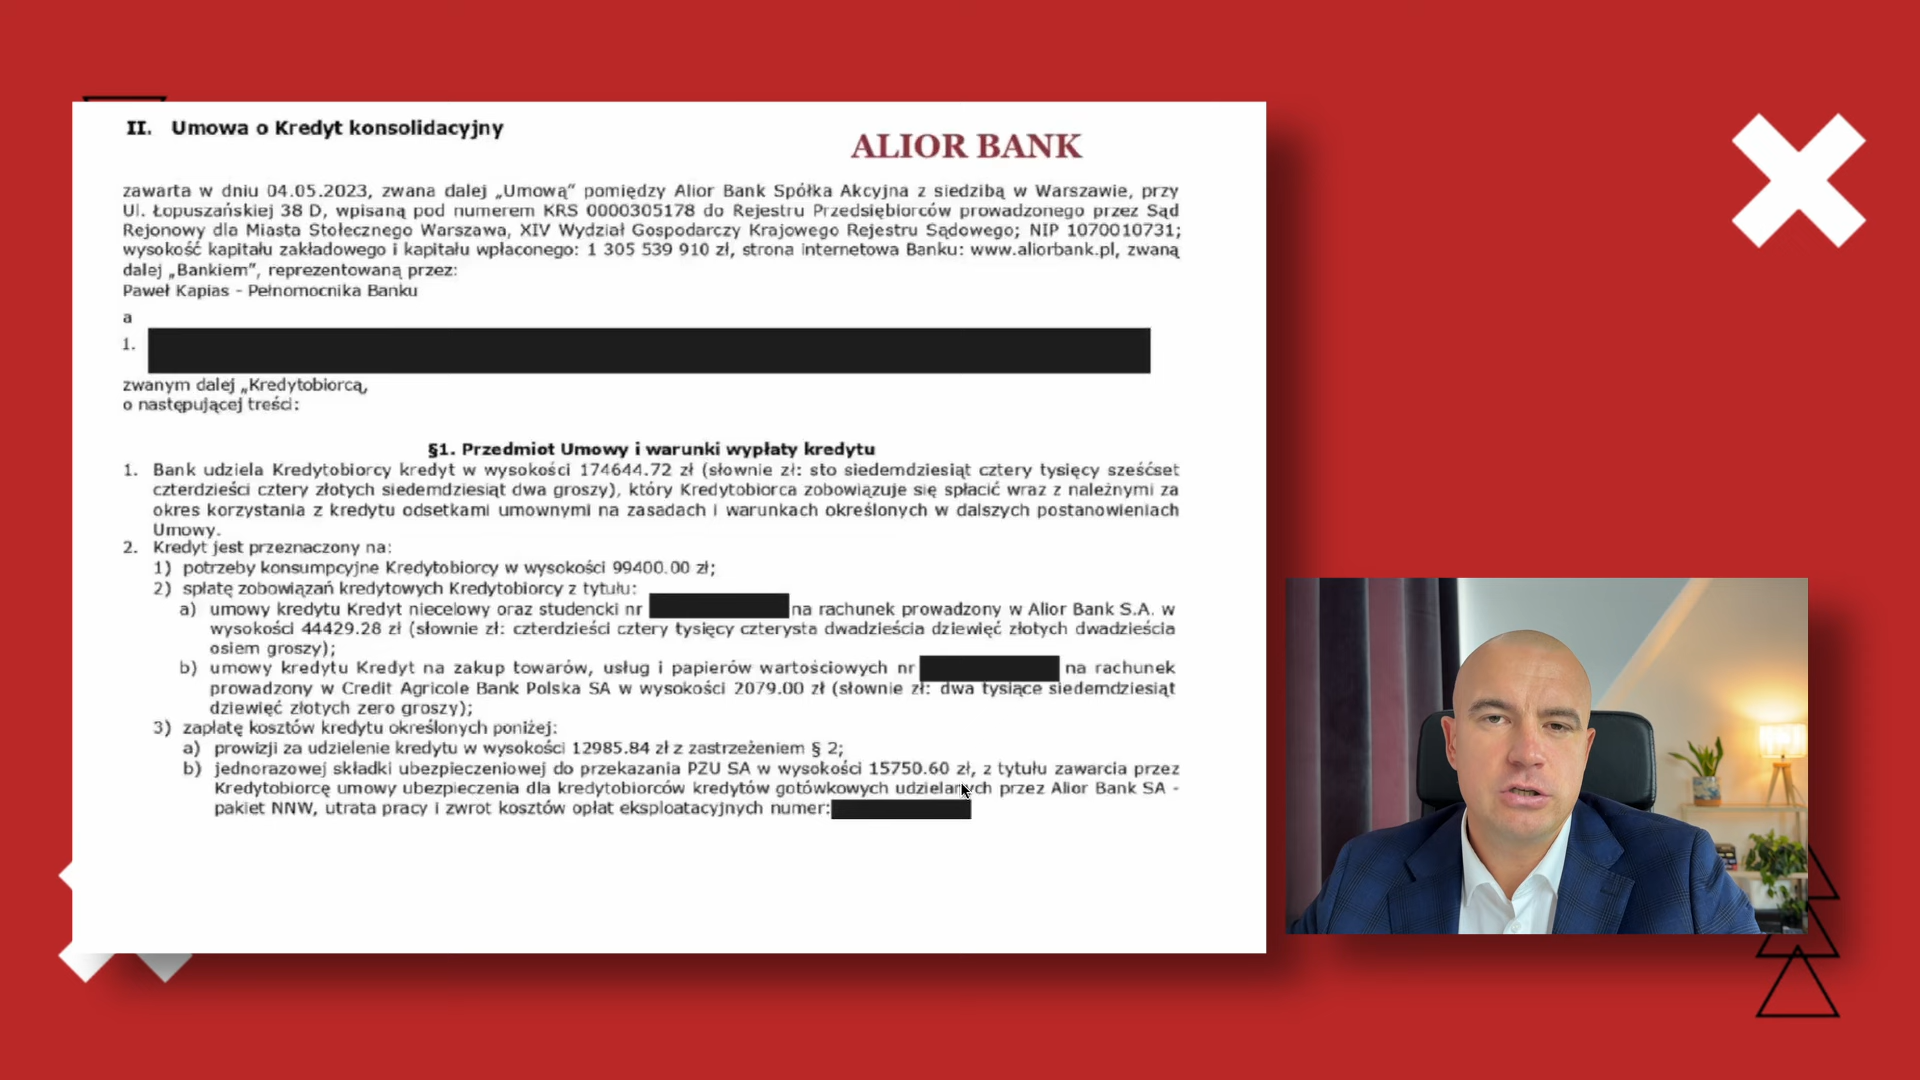 II. Umowa o Kredyt konsolidacyjny
ALIOR BANK
zawarta w dniu 04.05.2023, zwana dalej „Umową” pomiędzy Alior Bank Spółka Akcyjna z siedzibą w Warszawie, przy
Ul. Łopuszańskiej 38 D, wpisaną pod numerem KRS 0000305178 do Rejestru Przedsiębiorców prowadzonego przez Sąd
Rejonowy dla Miasta Stołecznego Warszawa, XIV Wydział Gospodarczy Krajowego Rejestru Sądowego; NIP 1070010731;
wysokość kapitału zakładowego i kapitału wpłaconego: 1 305 539 910 zł, strona internetowa Banku: www.aliorbank.pl, zwaną
dalej „Bankiem”, reprezentowaną przez:
Paweł Kapias - Pełnomocnika Banku
a
1.
zwanym dalej „Kredytobiorcą„
o następującej treści:
§1. Przedmiot Umowy i warunki wypłaty kredytu
1. Bank udziela Kredytobiorcy kredyt w wysokości 174644.72 zł (słownie zł: sto siedemdziesiąt cztery tysięcy sześćset
czterdzieści cztery złotych siedemdziesiąt dwa groszy), który Kredytobiorca zobowiązuje się spłacić wraz z należnymi za
okres korzystania z kredytu odsetkami umownymi na zasadach i warunkach określonych w dalszych postanowieniach
Umowy.
2. Kredyt jest przeznaczony na:
1) potrzeby konsumpcyjne Kredytobiorcy w wysokości 99400.00 zł;
2) spłatę zobowiązań kredytowych Kredytobiorcy z tytułu:
a) umowy kredytu Kredyt niecelowy oraz studencki nr na rachunek prowadzony w Alior Bank S.A. w
wysokości 44429.28 zł (słownie zł: czterdzieści cztery tysięcy czterysta dwadzieścia dziewięć złotych dwadzieścia
osiem groszy);
b) umowy kredytu Kredyt na zakup towarów, usług i papierów wartościowych nr na rachunek
prowadzony w Credit Agricole Bank Polska SA w wysokości 2079.00 zł (słownie zł: dwa tysiące siedemdziesiąt
dziewięć złotych zero groszy);
3) zapłatę kosztów kredytu określonych poniżej:
a) prowizji za udzielenie kredytu w wysokości 12985.84 zł z zastrzeżeniem § 2;
b) jednorazowej składki ubezpieczeniowej do przekazania PZU SA w wysokości 15750.60 zł, z tytułu zawarcia przez
Kredytobiorcę umowy ubezpieczenia dla kredytobiorców kredytów gotówkowych udzielanych przez Alior Bank SA -
pakiet NNW, utrata pracy i zwrot kosztów opłat eksploatacyjnych numer: